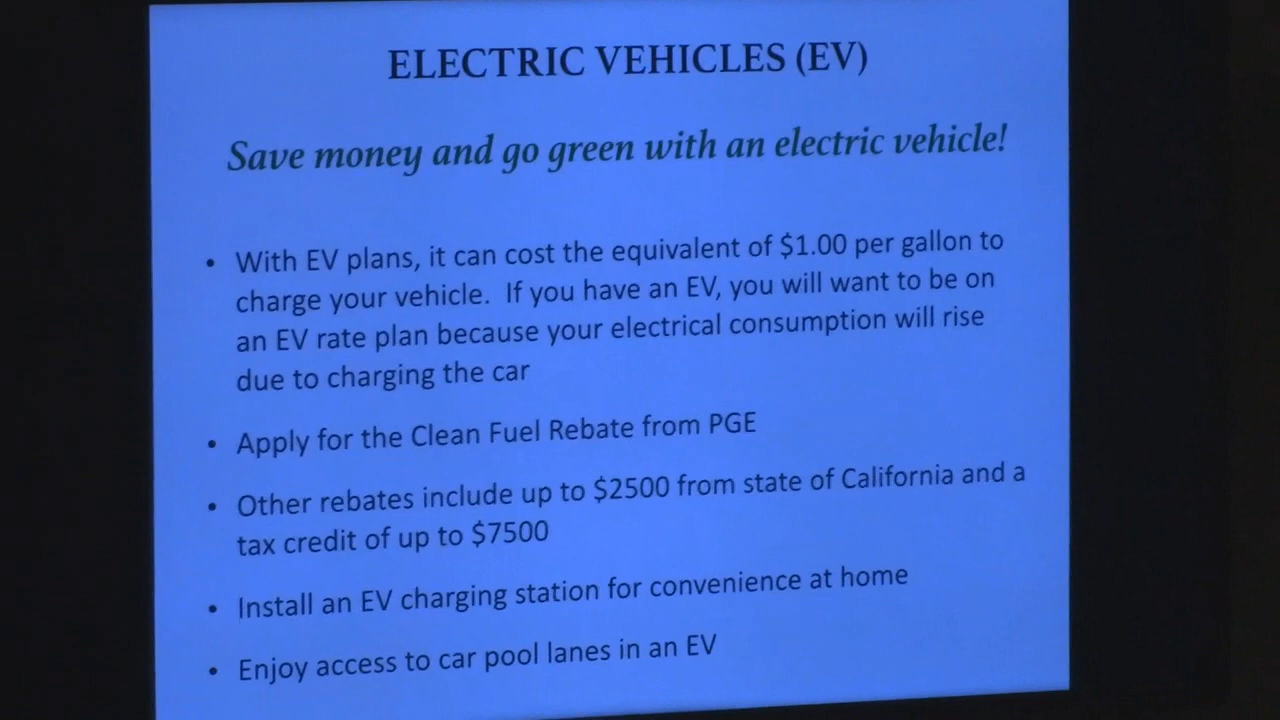 ELECTRIC VEHICLES (EV)
Save money and go green with an electric vehicle!
• With EV plans, it can cost the equivalent of $1.00 per gallon to
charge your vehicle.  If you have an EV, you will want to be on
an EV rate plan because your electrical consumption will rise
due to charging the car
• Apply for the Clean Fuel Rebate from PGE
• Other rebates include up to $2500 from state of California and a
tax credit of up to $7500
• Install an EV charging station for convenience at home
• Enjoy access to car pool lanes in an EV